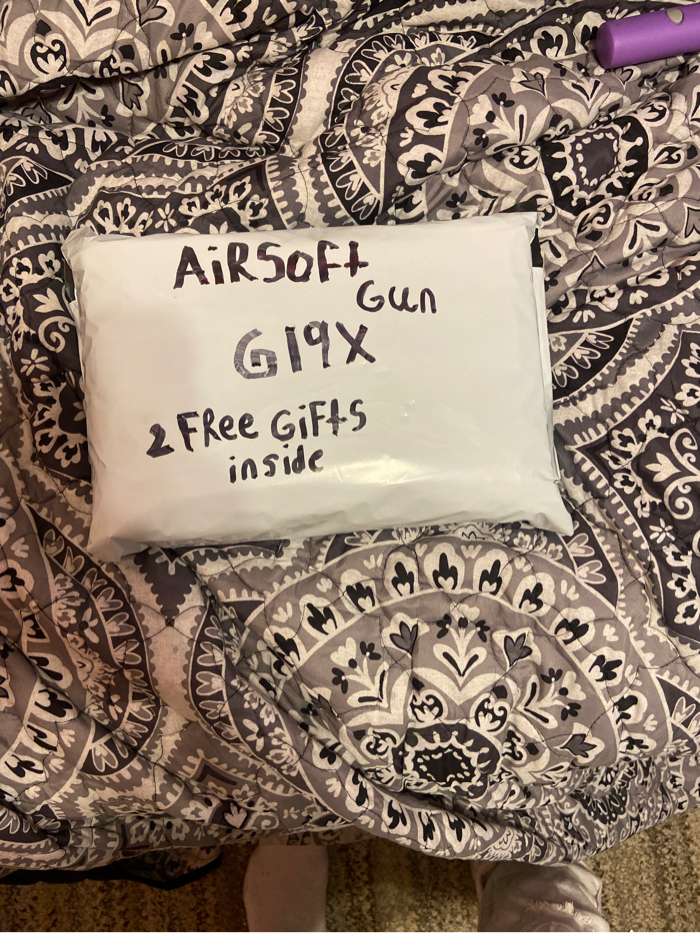 AiRSoft
Gun
G19X
2 FRee GiFtS
inside